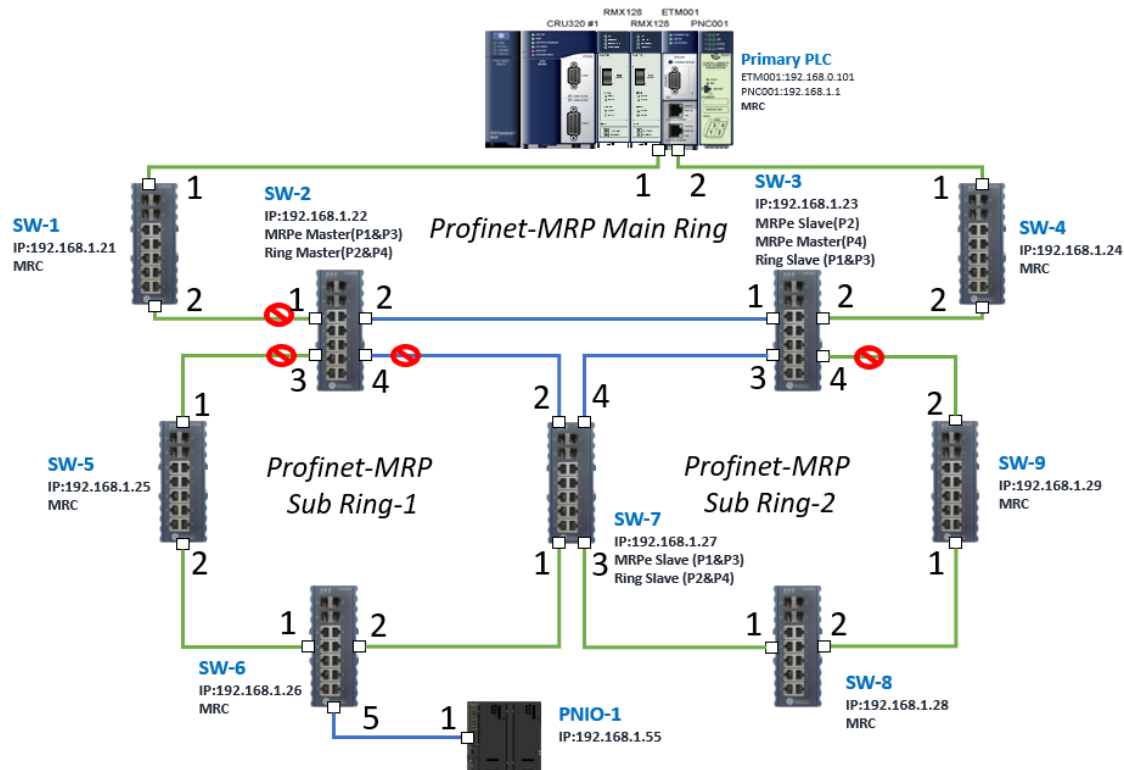 RMX128 ETM001
CRU320 #1 RMX128 PNC001
Primary PLC
ETM001:192.168.0.101
PNC001:192.168.1.1
MRC
1 2
SW-1
IP:192.168.1.21
MRC
1
2
SW-2
IP:192.168.1.22
MRPe Master(P1&P3)
Ring Master(P2&P4)
1 2
3 4
Profinet-MRP Main Ring
SW-3
IP:192.168.1.23
MRPe Slave(P2)
MRPe Master(P4)
Ring Slave (P1&P3)
1 2
3 4
1
2
SW-4
IP:192.168.1.24
MRC
SW-5
IP:192.168.1.25
MRC
1
2
Profinet-MRP
Sub Ring-1
2 4
SW-7
IP:192.168.1.27
MRPe Slave (P1&P3)
Ring Slave (P2&P4)
1 3
Profinet-MRP
Sub Ring-2
2
1
SW-9
IP:192.168.1.29
MRC
SW-6
IP:192.168.1.26
MRC
1 2
5 1
PNIO-1
IP:192.168.1.55
1 2
SW-8
IP:192.168.1.28
MRC